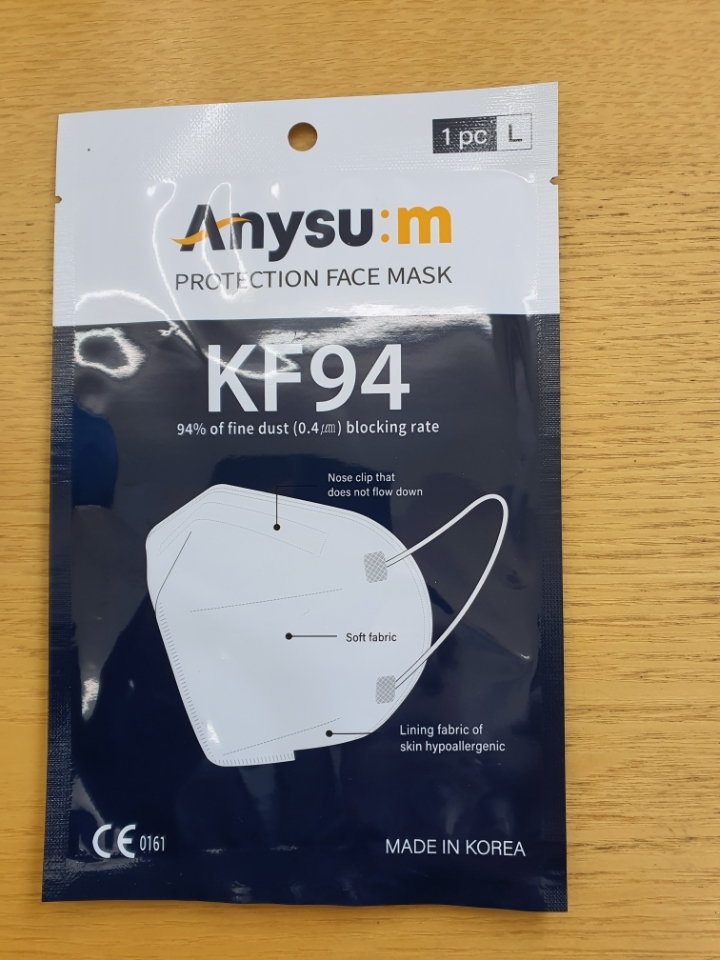 1 pc L
Anysu:m
PROTECTION FACE MASK
KF94
94% of fine dust (0.4㎛) blocking rate
Nose clip that
does not flow down
Soft fabric
Lining fabric of
skin hypoallergenic
CE 0161
MADE IN KOREA